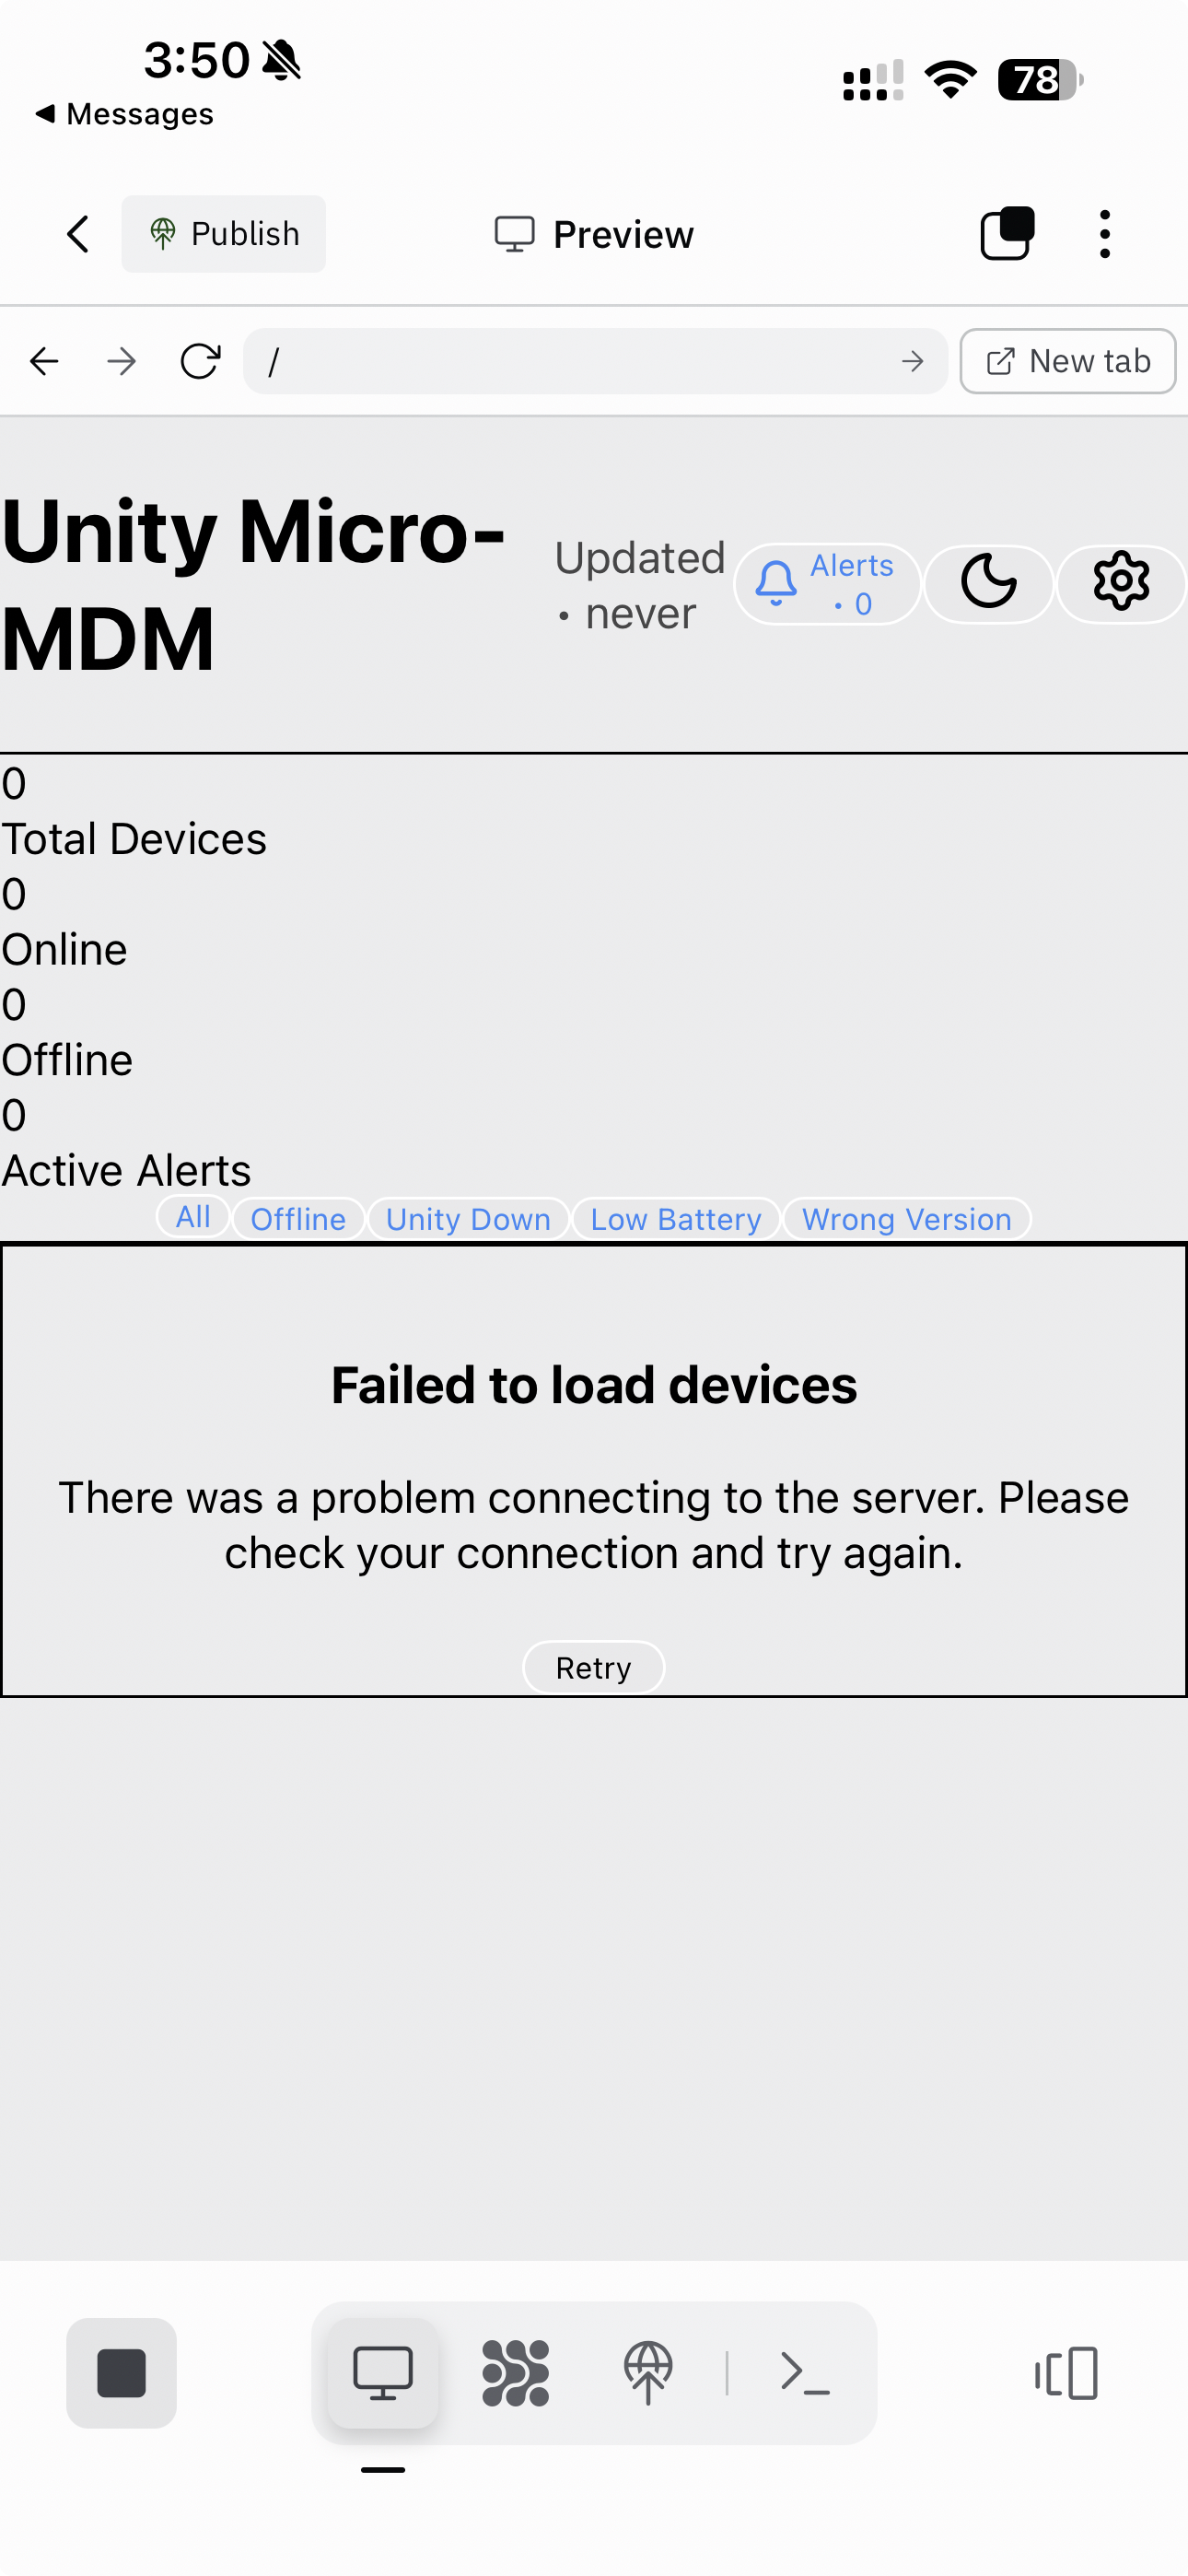 3:50
78
◀ Messages
Publish
Preview
/
New tab
Unity Micro-
MDM
Updated
• never
Alerts
• 0
0
Total Devices
0
Online
0
Offline
0
Active Alerts
All
Offline
Unity Down
Low Battery
Wrong Version
Failed to load devices
There was a problem connecting to the server. Please
check your connection and try again.
Retry